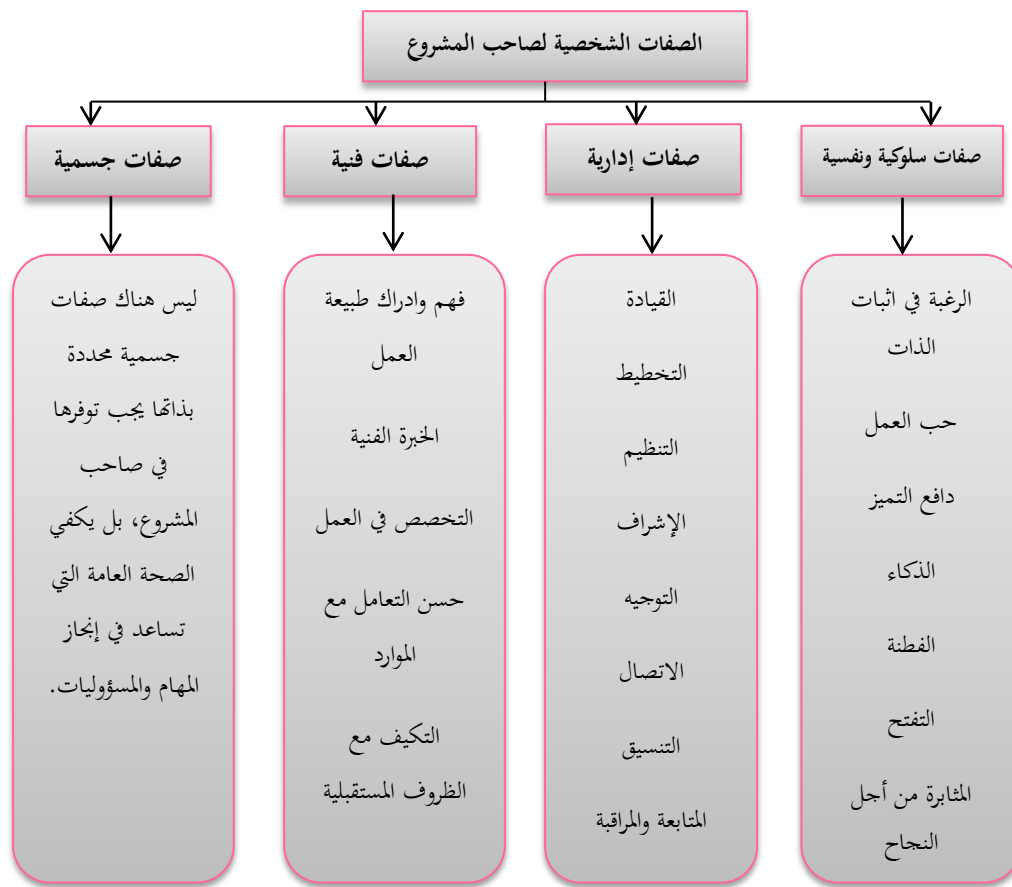 الصفات الشخصية لصاحب المشروع
صفات سلوكية ونفسية
الرغبة في اثبات
الذات
حب العمل
دافع التميز
الذكاء
الفطنة
التفتح
المثابرة من أجل
النجاح
صفات إدارية
القيادة
التخطيط
التنظيم
الإشراف
التوجيه
الاتصال
التنسيق
المتابعة والمراقبة
صفات فنية
فهم وادراك طبيعة
العمل
الخبرة الفنية
التخصص في العمل
حسن التعامل مع
الموارد
التكيف مع
الظروف المستقبلية
صفات جسمية
ليس هناك صفات
جسمية محددة
بذاتها يجب توفرها
في صاحب
المشروع، بل يكفي
الصحة العامة التي
تساعد في إنجاز
المهام والمسؤوليات.